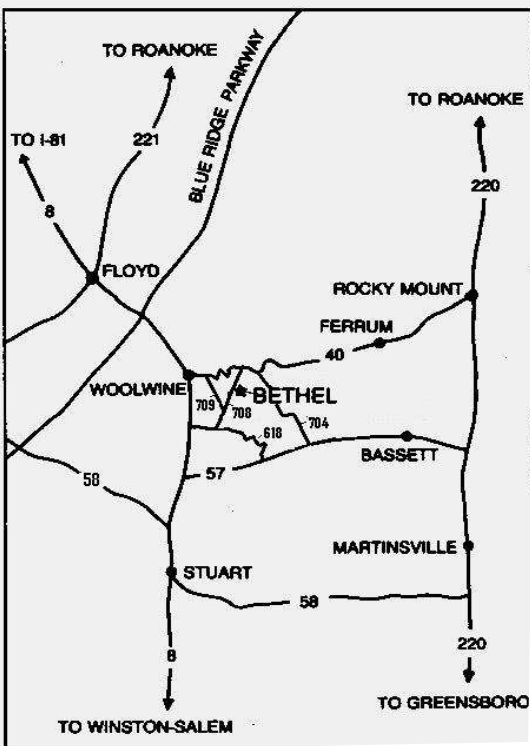 TO ROANOKE
BLUE RIDGE PARKWAY
TO ROANOKE
TO I-81
221
220
8
FLOYD
ROCKY MOUNT
FERRUM
40
WOOLWINE
BETHEL
709
708
704
618
BASSETT
57
58
MARTINSVILLE
STUART
58
8
220
TO WINSTON-SALEM
TO GREENSBORO